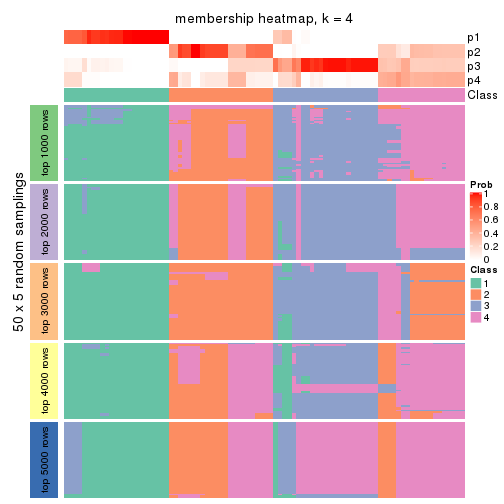 membership heatmap, k = 4
p1
p2
p3
p4
Class
50 x 5 random samplings
top 1000 rows
top 2000 rows
top 3000 rows
top 4000 rows
top 5000 rows
Prob
1
0.8
0.6
0.4
0.2
0
Class
1
2
3
4